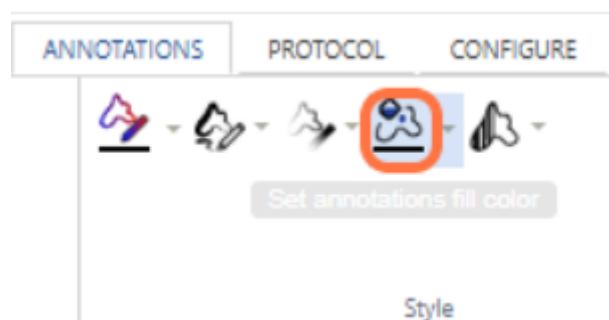 ANNOTATIONS PROTOCOL CONFIGURE
Set annotations fill color
Style